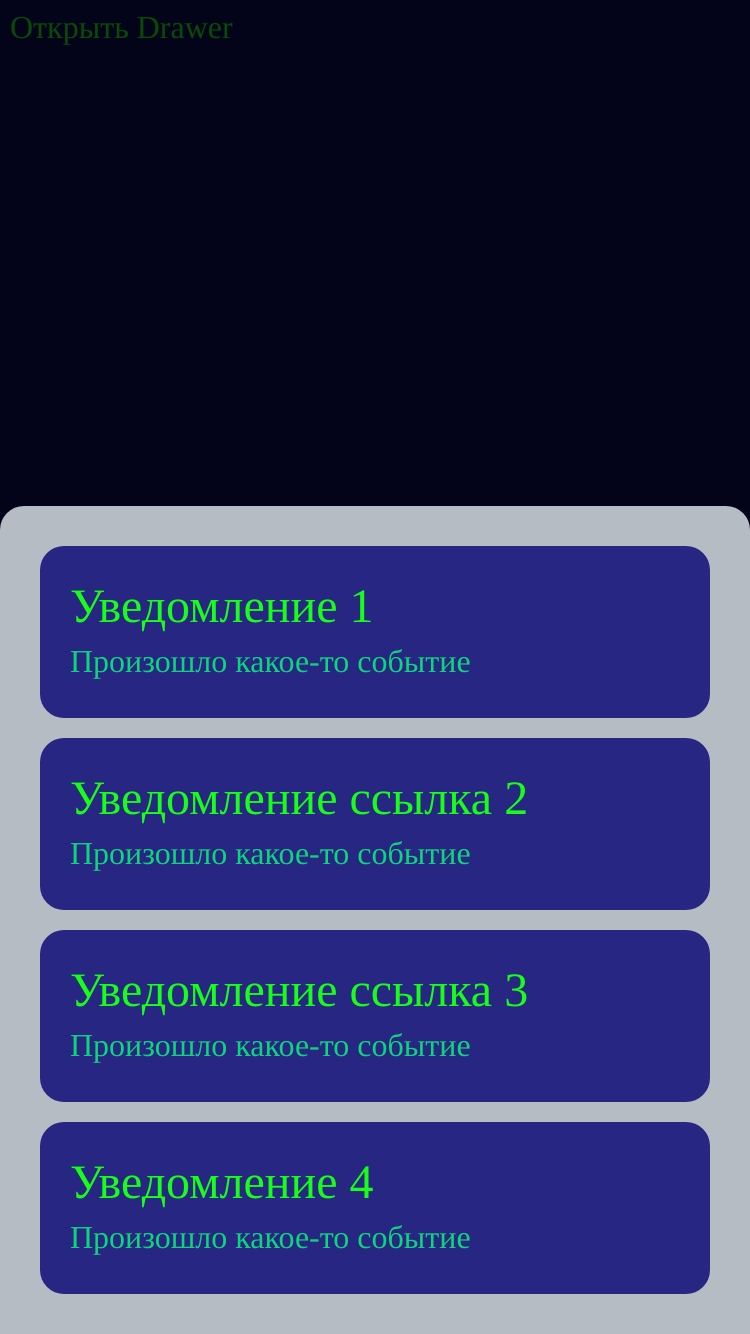 Открыть Drawer
Уведомление 1
Произошло какое-то событие
Уведомление ссылка 2
Произошло какое-то событие
Уведомление ссылка 3
Произошло какое-то событие
Уведомление 4
Произошло какое-то событие